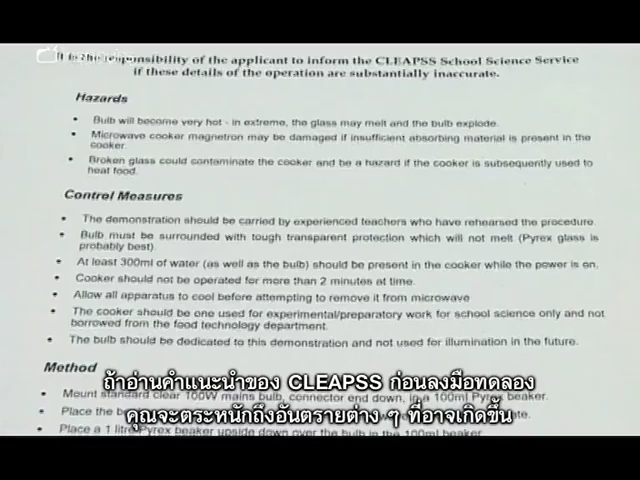 It is the responsibility of the applicant to inform the CLEAPSS School Science Service
if these details of the operation are substantially inaccurate.
Hazards
• Bulb will become very hot - in extreme, the glass may melt and the bulb explode.
• Microwave cooker magnetron may be damaged if insufficient absorbing material is present in the
cooker.
• Broken glass could contaminate the cooker and be a hazard if the cooker is subsequently used to
heat food.
Control Measures
• The demonstration should be carried by experienced teachers who have rehearsed the procedure.
• Bulb must be surrounded with tough transparent protection which will not melt (Pyrex glass is
probably best).
• At least 300ml of water (as well as the bulb) should be present in the cooker while the power is on.
• Cooker should not be operated for more than 2 minutes at time.
• Allow all apparatus to cool before attempting to remove it from microwave
• The cooker should be one used for experimental/preparatory work for school science only and not
borrowed from the food technology department.
• The bulb should be dedicated to this demonstration and not used for illumination in the future.
Method
• Mount standard clear 100W mains bulb, connector end down, in a 100ml Pyrex beaker.
• Place the
• Place a 1 litre Pyrex beaker upside down over the bulb in the 100ml beaker
ถ้าอ่านคำแนะนำของ CLEAPSS ก่อนลงมือทดลอง
คุณจะตระหนักถึงอันตรายต่าง ๆ ที่อาจเกิดขึ้น